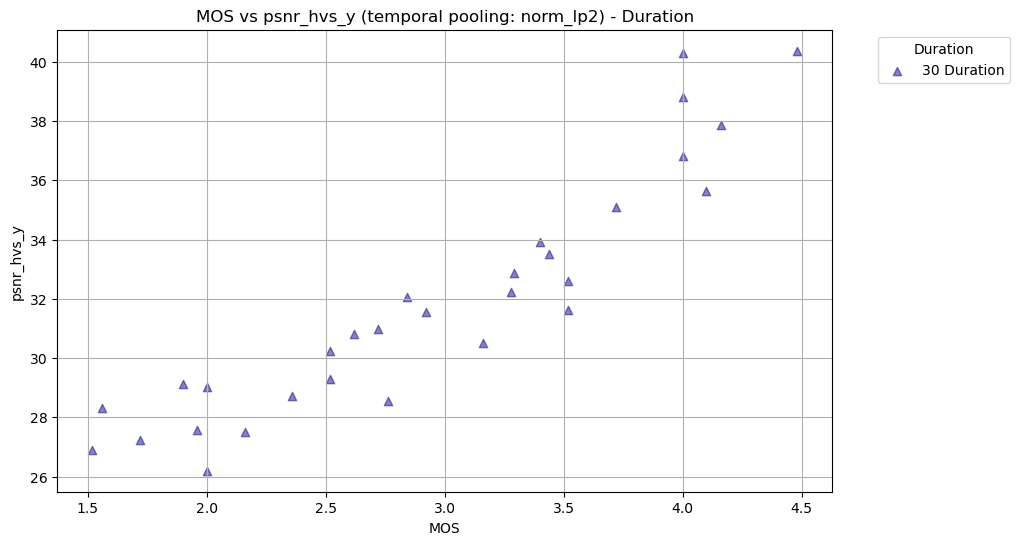 MOS vs psnr_hvs_y (temporal pooling: norm_lp2) - Duration
Duration
30 Duration
psnr_hvs_y
40
38
36
34
32
30
28
26
1.5 2.0 2.5 3.0 3.5 4.0 4.5
MOS